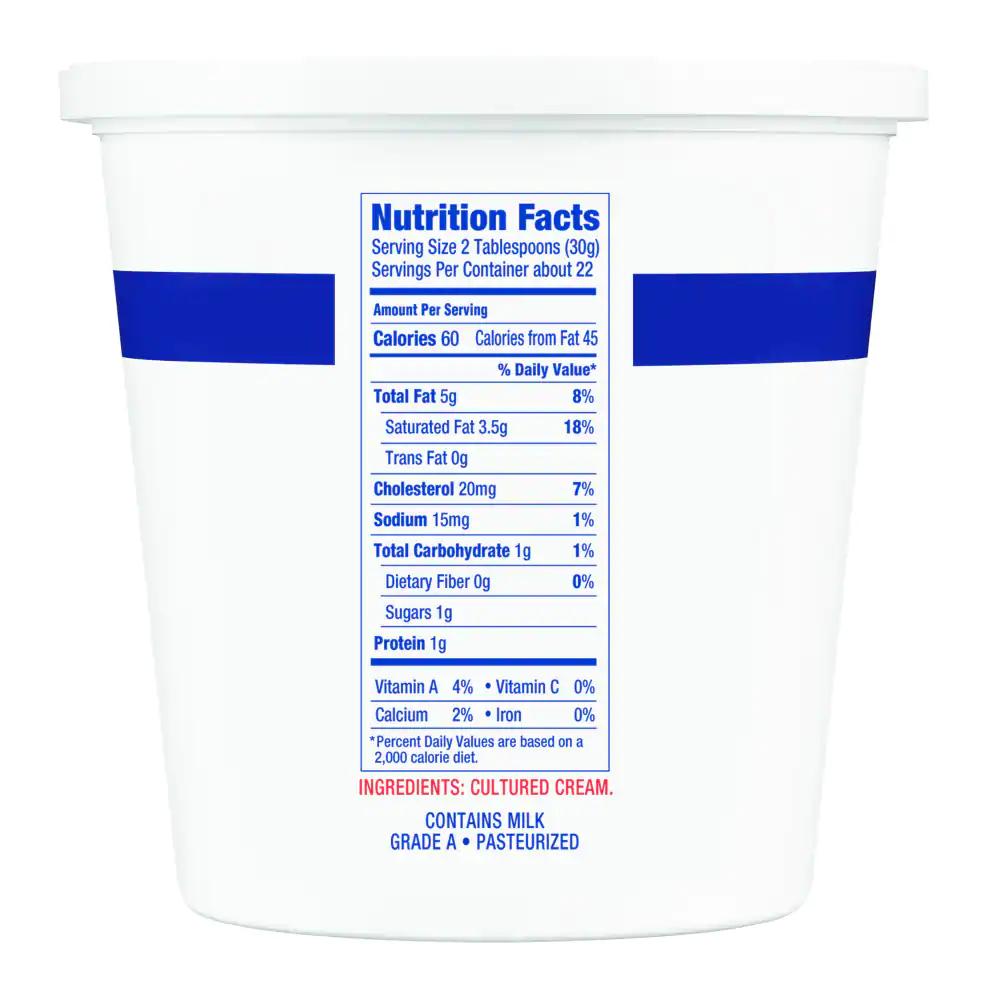 Nutrition Facts
Serving Size 2 Tablespoons (30g)
Servings Per Container about 22
Amount Per Serving
Calories 60 Calories from Fat 45
% Daily Value*
Total Fat 5g 8%
Saturated Fat 3.5g 18%
Trans Fat 0g
Cholesterol 20mg 7%
Sodium 15mg 1%
Total Carbohydrate 1g 1%
Dietary Fiber 0g 0%
Sugars 1g
Protein 1g
Vitamin A 4% • Vitamin C 0%
Calcium 2% • Iron 0%
*Percent Daily Values are based on a
2,000 calorie diet.
INGREDIENTS: CULTURED CREAM.
CONTAINS MILK
GRADE A • PASTEURIZED